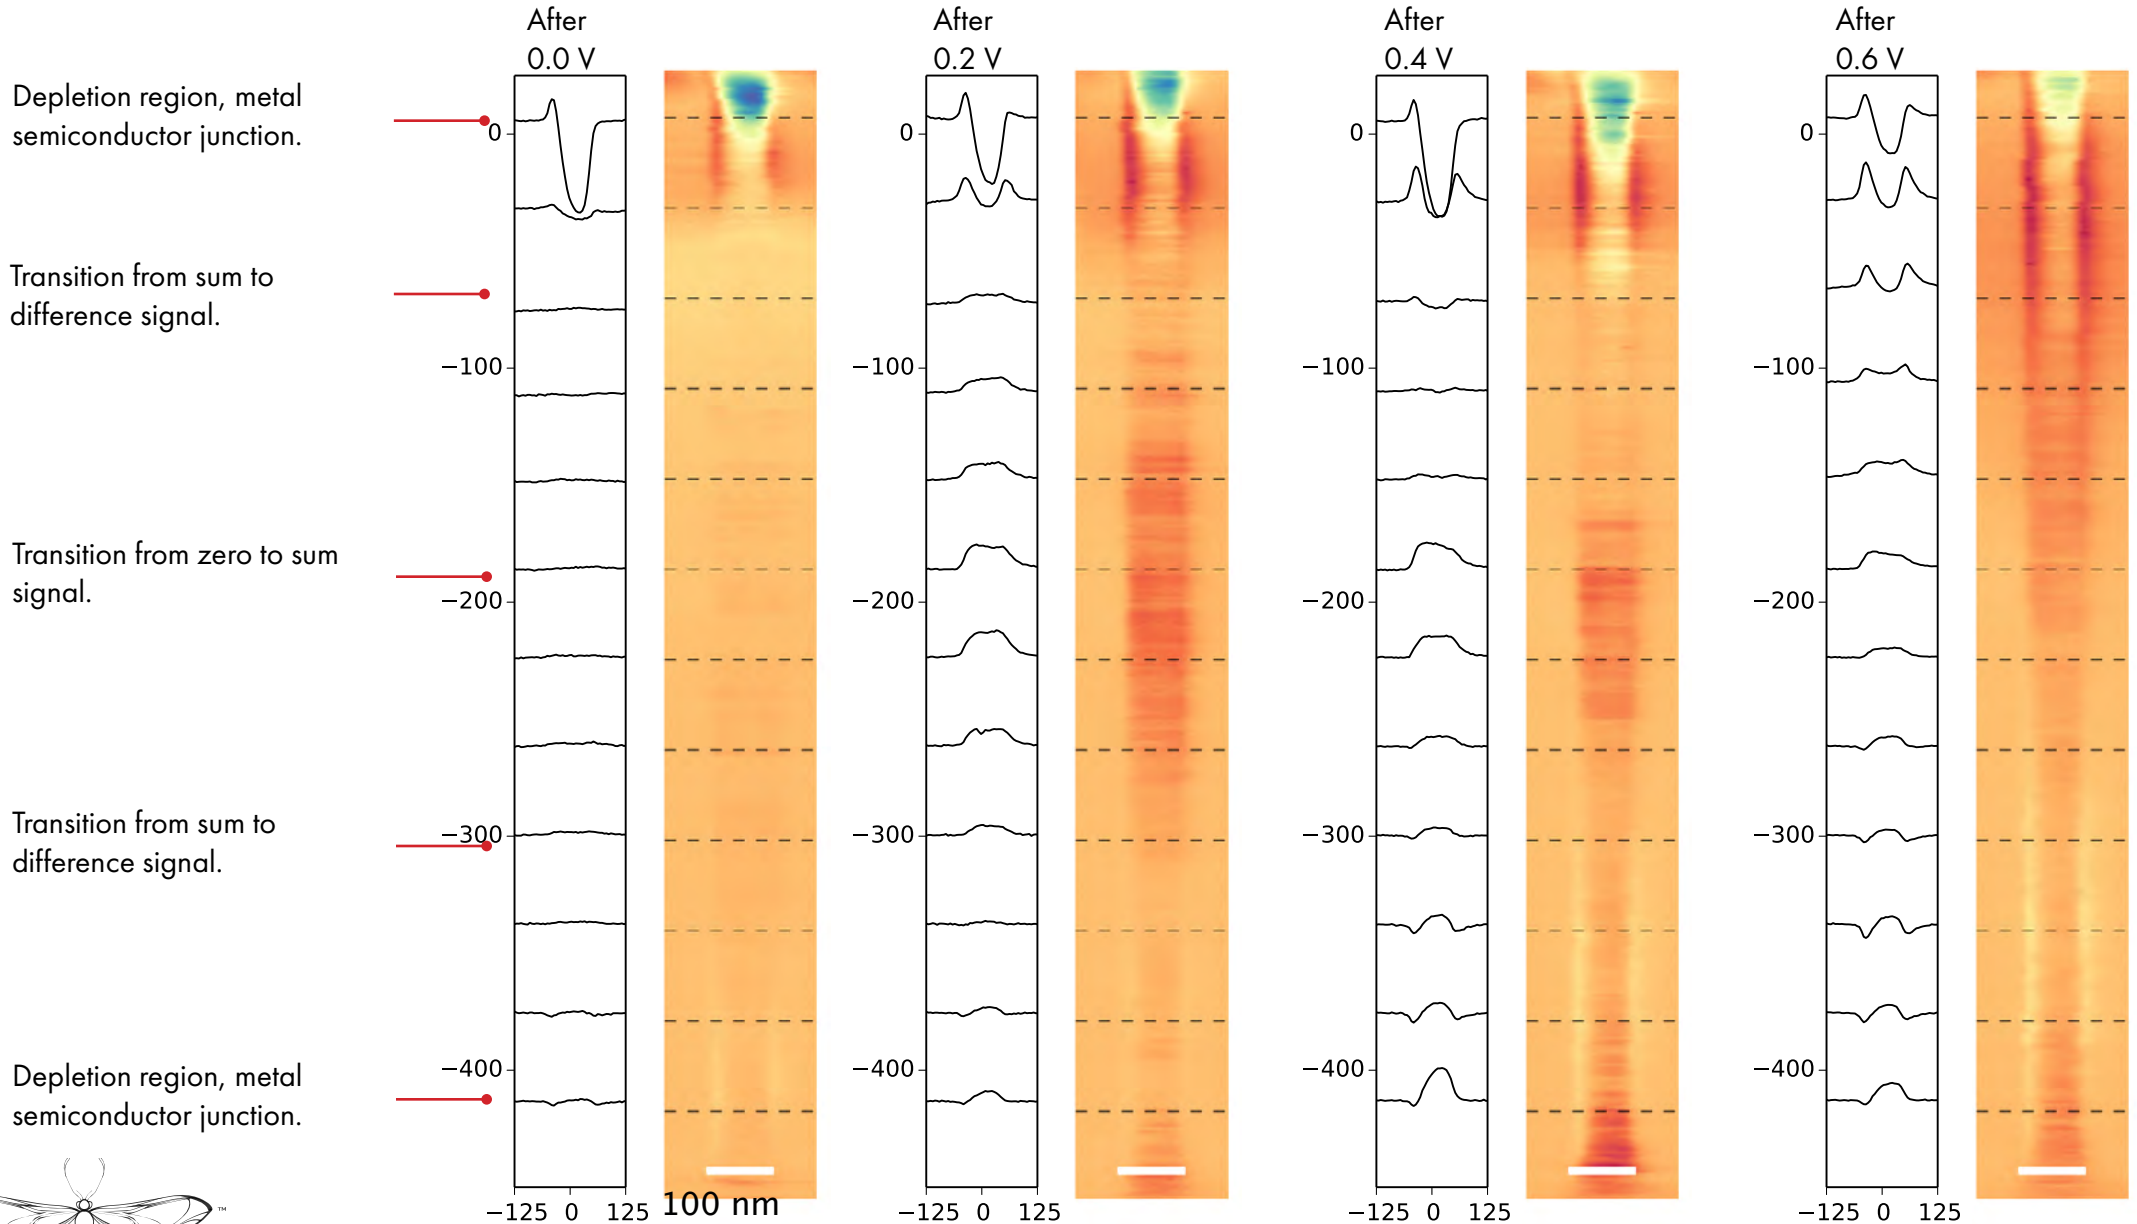 After
0.0 V
After
0.2 V
After
0.4 V
After
0.6 V
Depletion region, metal
semiconductor junction.
Transition from sum to
difference signal.
Transition from zero to sum
signal.
Transition from sum to
difference signal.
Depletion region, metal
semiconductor junction.
0
−100
−200
−300
−400
−125 0 125
100 nm
0
−100
−200
−300
−400
−125 0 125
0
−100
−200
−300
−400
−125 0 125
0
−100
−200
−300
−400
−125 0 125
™